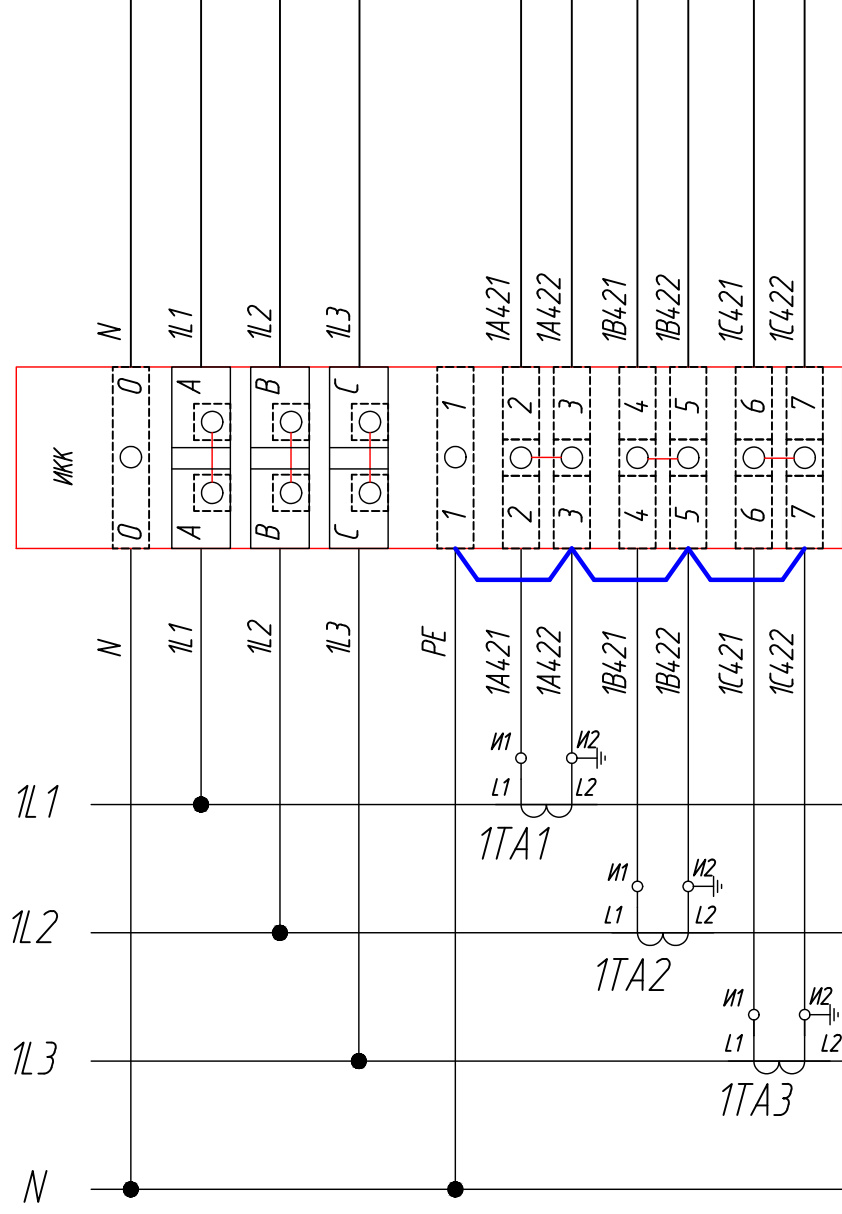 N 1L1 1L2 1L3 1A421 1A422 1B421 1B422 1C421 1C422
0 A B C 1 2 3 4 5 6 7
ИКК
0 A B C 1 2 3 4 5 6 7
N 1L1 1L2 1L3 PE 1A421 1A422 1B421 1B422 1C421 1C422
И1 И2
1L1 L1 L2
1TA1
И1 И2
1L2 L1 L2
1TA2
И1 И2
1L3 L1 L2
1TA3
N